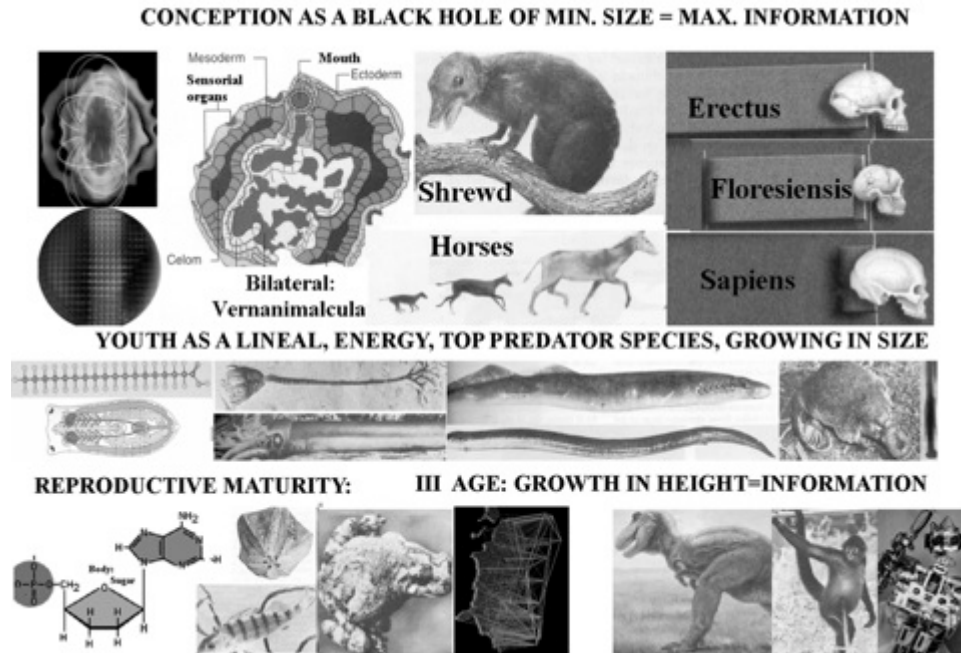 CONCEPTION AS A BLACK HOLE OF MIN. SIZE = MAX. INFORMATION
Mesoderm
Mouth
Ectoderm
Sensorial
organs
Erectus
Shrewd
Floresiensis
Horses
Celom
Bilateral:
Vernanimalcula
Sapiens
YOUTH AS A LINEAL, ENERGY, TOP PREDATOR SPECIES, GROWING IN SIZE
REPRODUCTIVE MATURITY:
III AGE: GROWTH IN HEIGHT=INFORMATION
NH2
N
N
H
N
N
H
O
O P O CH2
O
Body:
Sugar
H
H
H
H
H